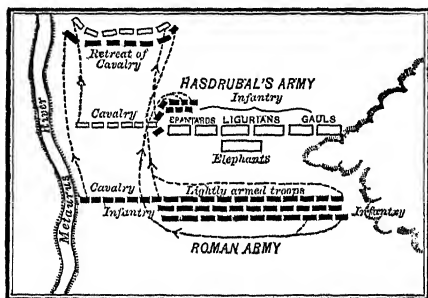 Retreat of
Cavalry
HASDRUBAL'S ARMY
Infantry
River
Cavalry
SPANIARDS LIGURIANS GAULS
Elephants
Metaurus
Cavalry
Lightly armed troops
Infantry
Infantry
ROMAN ARMY